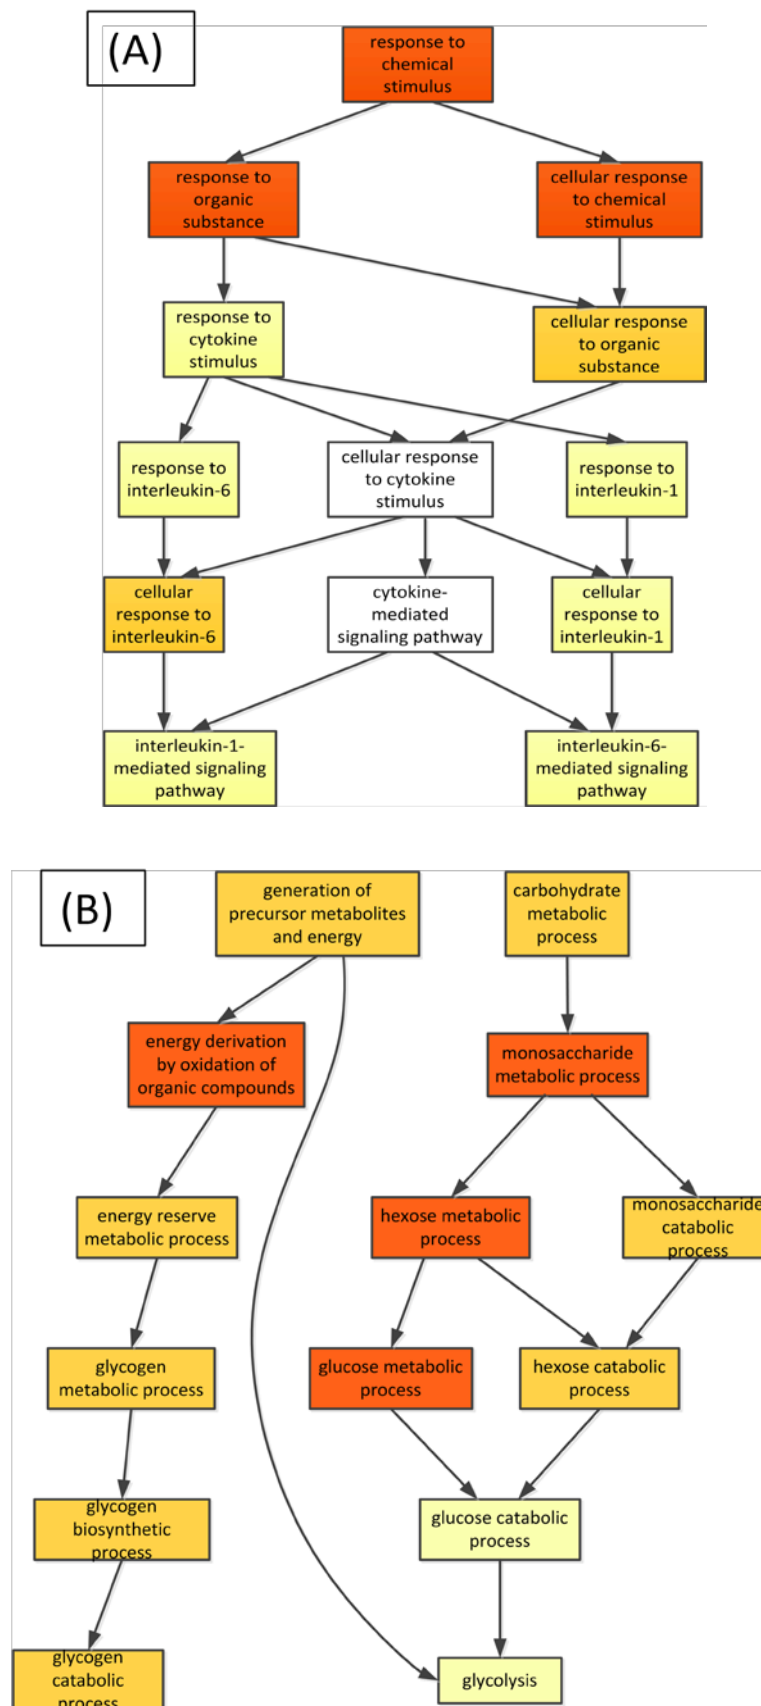 (A)
response to
chemical
stimulus
response to
organic
substance
cellular response
to chemical
stimulus
response to
cytokine
stimulus
cellular response
to organic
substance
response to
interleukin-6
cellular response
to cytokine
stimulus
response to
interleukin-1
cellular
response to
interleukin-6
cytokine-
mediated
signaling pathway
cellular
response to
interleukin-1
interleukin-1-
mediated signaling
pathway
interleukin-6-
mediated signaling
pathway
(B)
generation of
precursor metabolites
and energy
carbohydrate
metabolic
process
energy derivation
by oxidation of
organic compounds
monosaccharide
metabolic process
energy reserve
metabolic process
hexose metabolic
process
monosaccharide
catabolic
process
glycogen
metabolic process
glucose metabolic
process
hexose catabolic
process
glycogen
biosynthetic
process
glucose catabolic
process
glycogen
catabolic
process
glycolysis